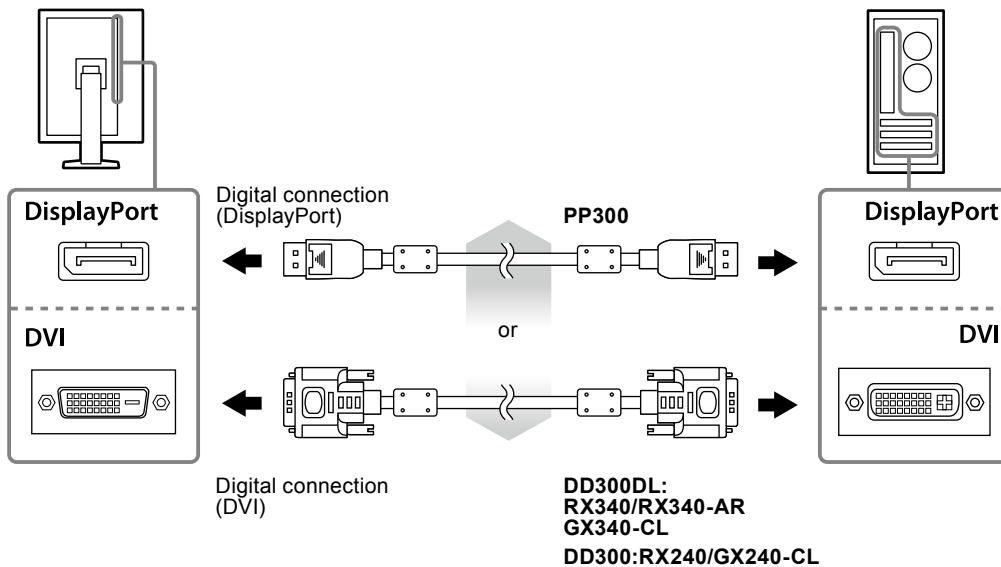 DisplayPort
DVI
Digital connection
(DisplayPort)
PP300
or
Digital connection
(DVI)
DD300DL:
RX340/RX340-AR
GX340-CL
DD300:RX240/GX240-CL
DisplayPort
DVI